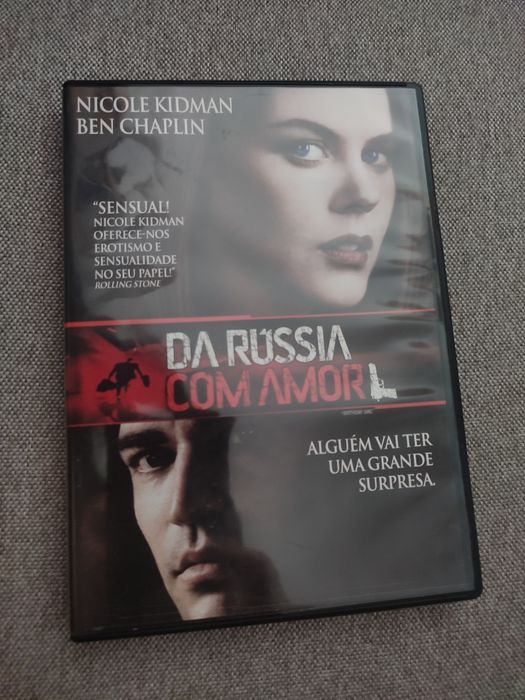 NICOLE KIDMAN
BEN CHAPLIN
“SENSUAL!
NICOLE KIDMAN
OFERECE-NOS
EROTISMO E
SENSUALIDADE
NO SEU PAPEL!”
ROLLING STONE
DA RÚSSIA
COM AMOR
ALGUÉM VAI TER
UMA GRANDE
SURPRESA.